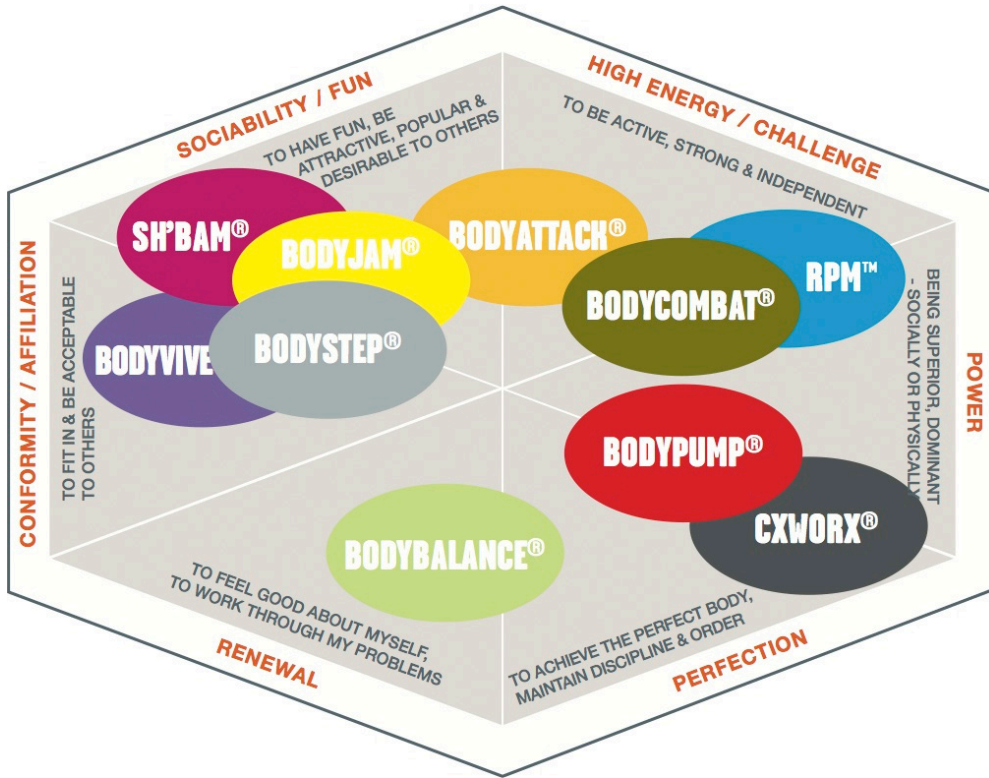 SOCIABILITY / FUN
TO HAVE FUN, BE
ATTRACTIVE, POPULAR &
DESIRABLE TO OTHERS
HIGH ENERGY / CHALLENGE
TO BE ACTIVE, STRONG & INDEPENDENT
SH'BAM®
BODYJAM®
BODYATTACK®
RPM™
BODYCOMBAT®
BODYVIVE
BODYSTEP®
CONFORMITY / AFFILIATION
TO FIT IN & BE ACCEPTABLE
TO OTHERS
POWER
BEING SUPERIOR, DOMINANT
- SOCIALLY OR PHYSICALLY
BODYPUMP®
CXWORX®
BODYBALANCE®
TO FEEL GOOD ABOUT MYSELF,
TO WORK THROUGH MY PROBLEMS
RENEWAL
TO ACHIEVE THE PERFECT BODY,
MAINTAIN DISCIPLINE & ORDER
PERFECTION